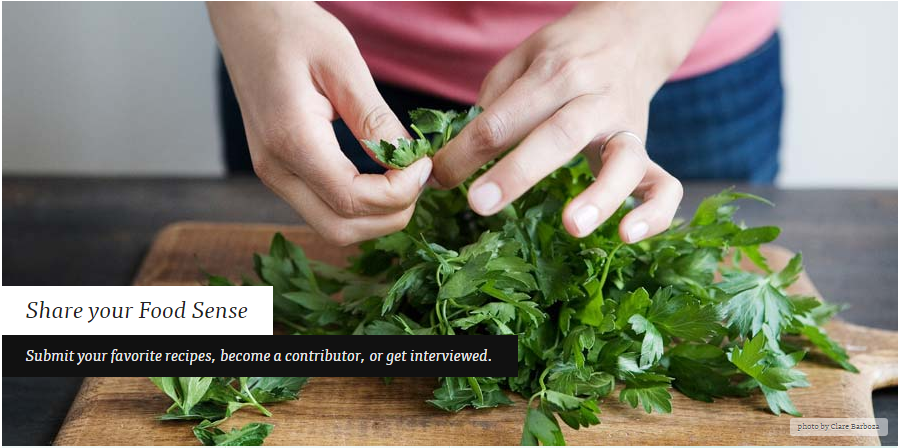 Share your Food Sense
Submit your favorite recipes, become a contributor, or get interviewed.
photo by Clare Barboza